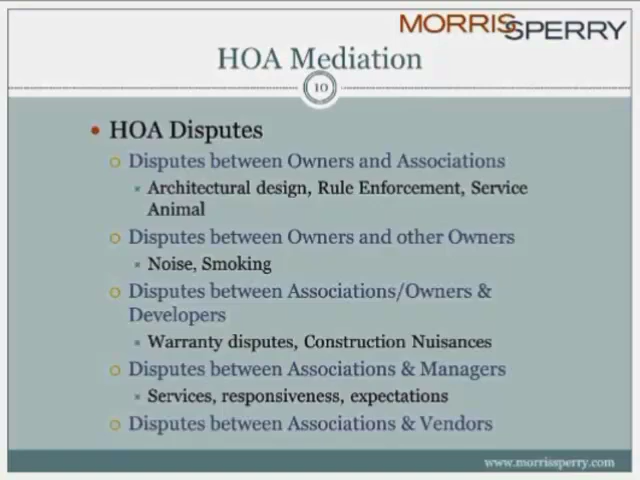 MORRISSPERRY
HOA Mediation
10
HOA Disputes
Disputes between Owners and Associations
Architectural design, Rule Enforcement, Service
Animal
Disputes between Owners and other Owners
Noise, Smoking
Disputes between Associations/Owners &
Developers
Warranty disputes, Construction Nuisances
Disputes between Associations & Managers
Services, responsiveness, expectations
Disputes between Associations & Vendors
www.morrissperry.com